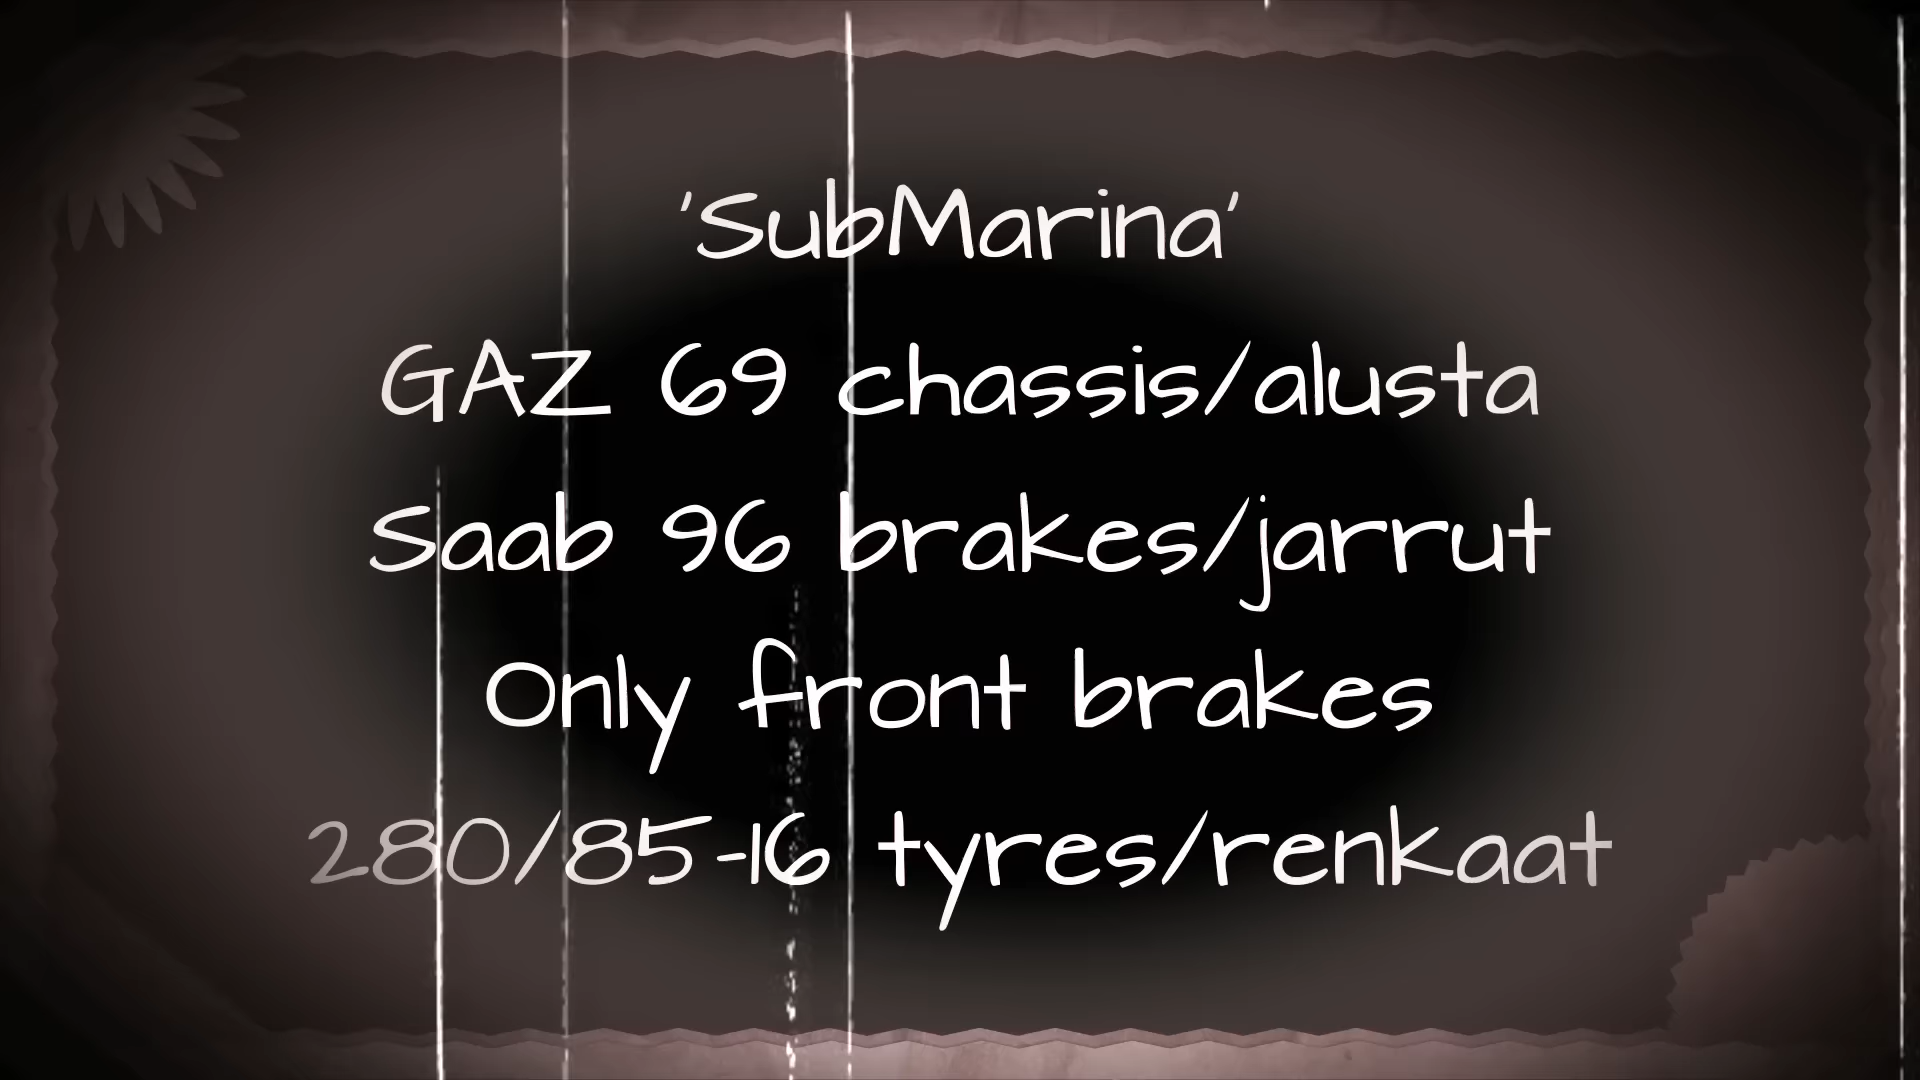 'SubMarina'
GAZ 69 chassis/alusta
Saab 96 brakes/jarrut
Only front brakes
280/85-16 tyres/renkaat